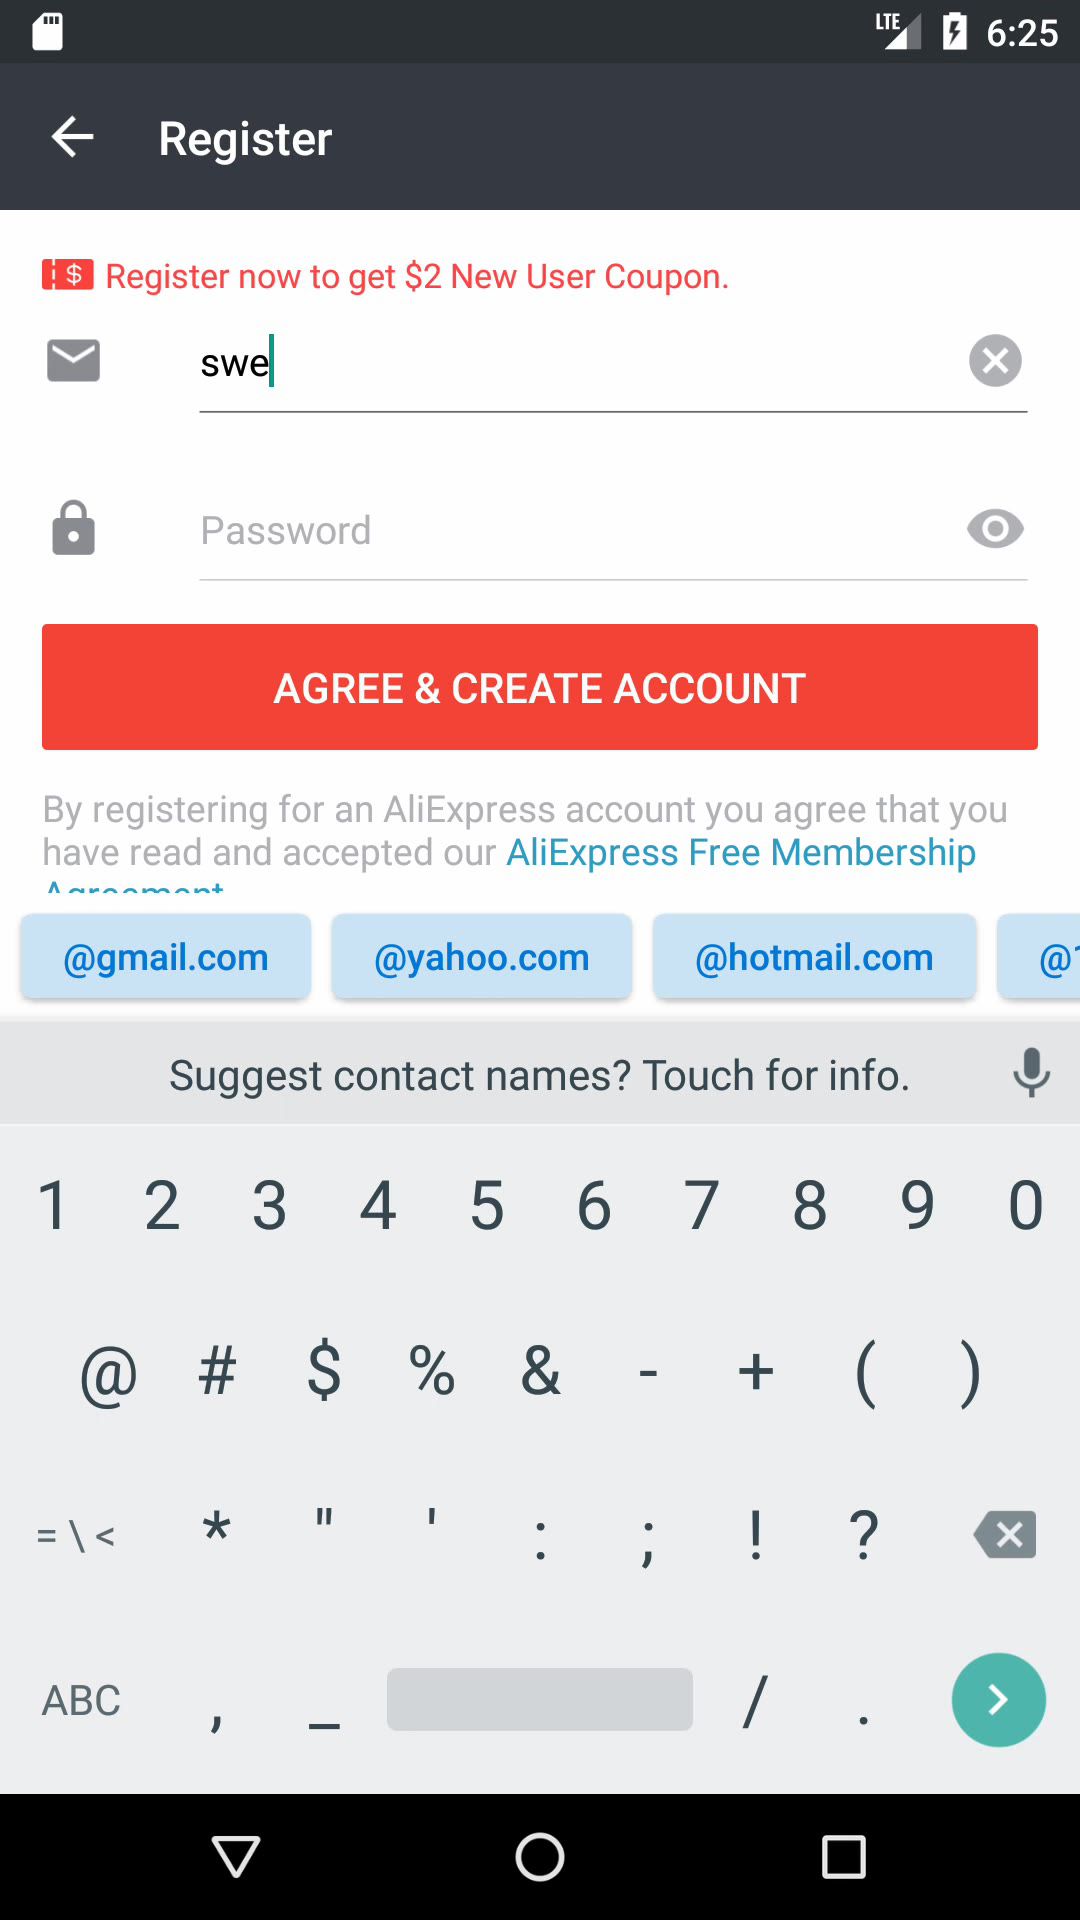 LTE 6:25
Register
$ Register now to get $2 New User Coupon.
swe
Password
AGREE & CREATE ACCOUNT
By registering for an AliExpress account you agree that you
have read and accepted our AliExpress Free Membership
Agreement
@gmail.com @yahoo.com @hotmail.com @1
Suggest contact names? Touch for info.
1 2 3 4 5 6 7 8 9 0
@ # $ % & - + ( )
= \ < * " ' : ; ! ?
ABC , _ / .